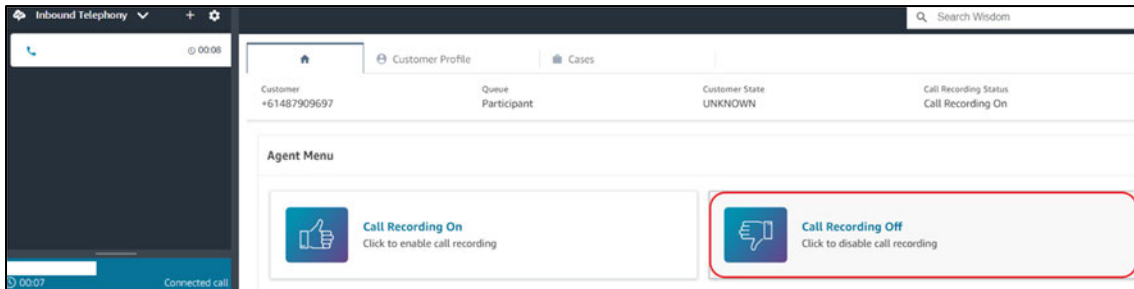 Inbound Telephony
Search Wisdom
00:08
Customer Profile
Cases
Customer
Queue
Customer State
Call Recording Status
+61487909697
Participant
UNKNOWN
Call Recording On
Agent Menu
Call Recording On
Click to enable call recording
Call Recording Off
Click to disable call recording
00:07
Connected call